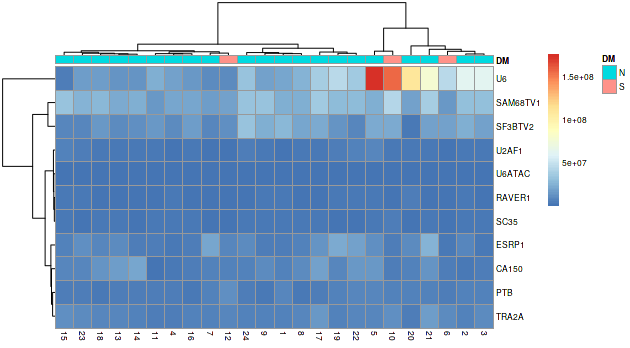 DM
U6
SAM68TV1
SF3BTV2
U2AF1
U6ATAC
RAVER1
SC35
ESRP1
CA150
PTB
TRA2A
15 23 18 13 14 11 4 16 7 12 24 9 1 8 17 19 22 5 10 20 21 6 2 3
1.5e+08
1e+08
5e+07
DM
N
S